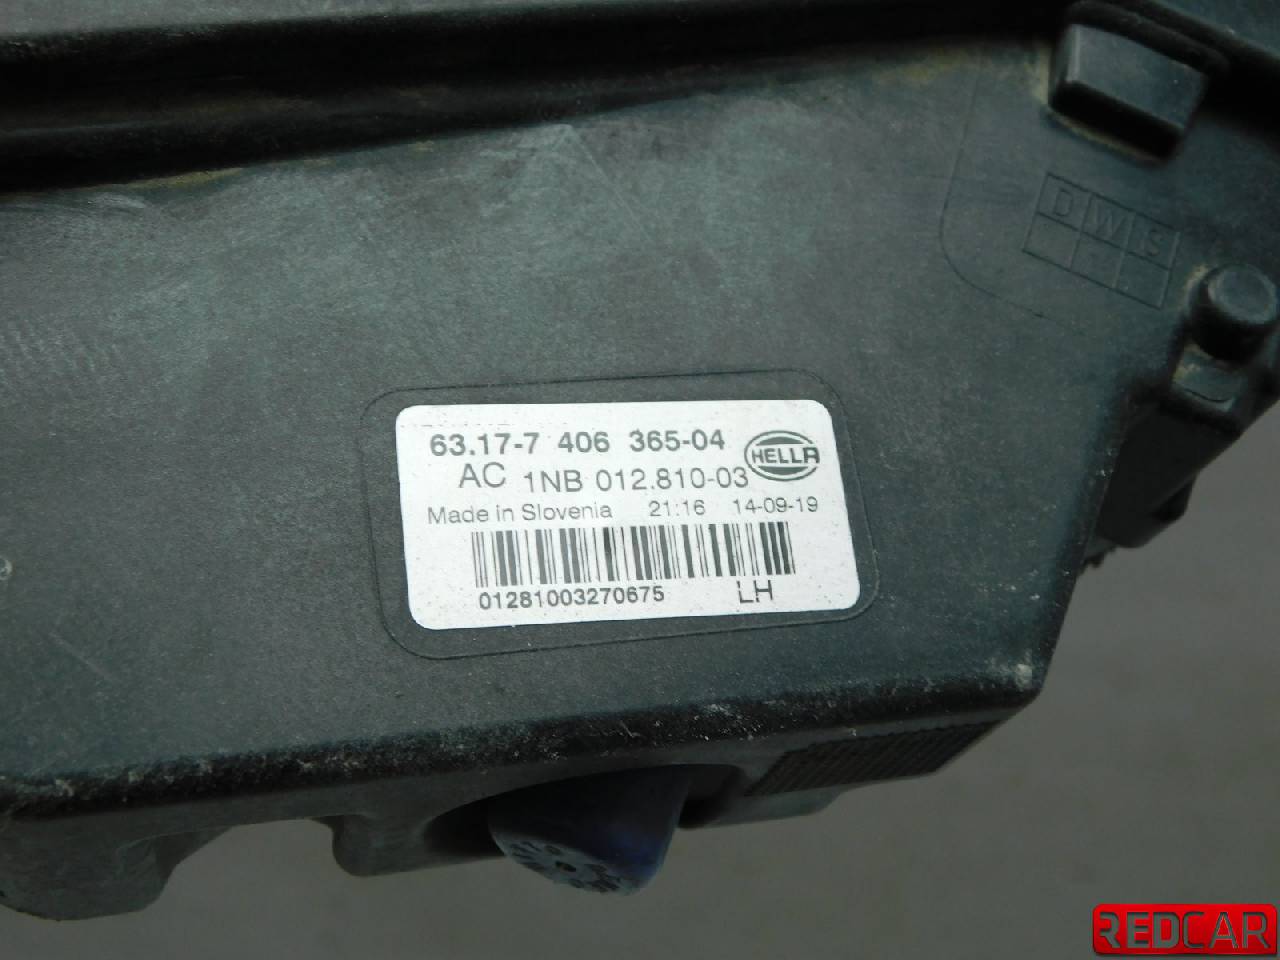 D W S
63.17-7 406 365-04
HELLA
AC 1NB 012.810-03
Made in Slovenia 21:16 14-09-19
01281003270675 LH
REDCAR